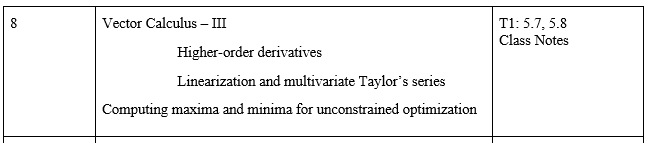 8
Vector Calculus – III
Higher-order derivatives
Linearization and multivariate Taylor's series
Computing maxima and minima for unconstrained optimization
T1: 5.7, 5.8
Class Notes